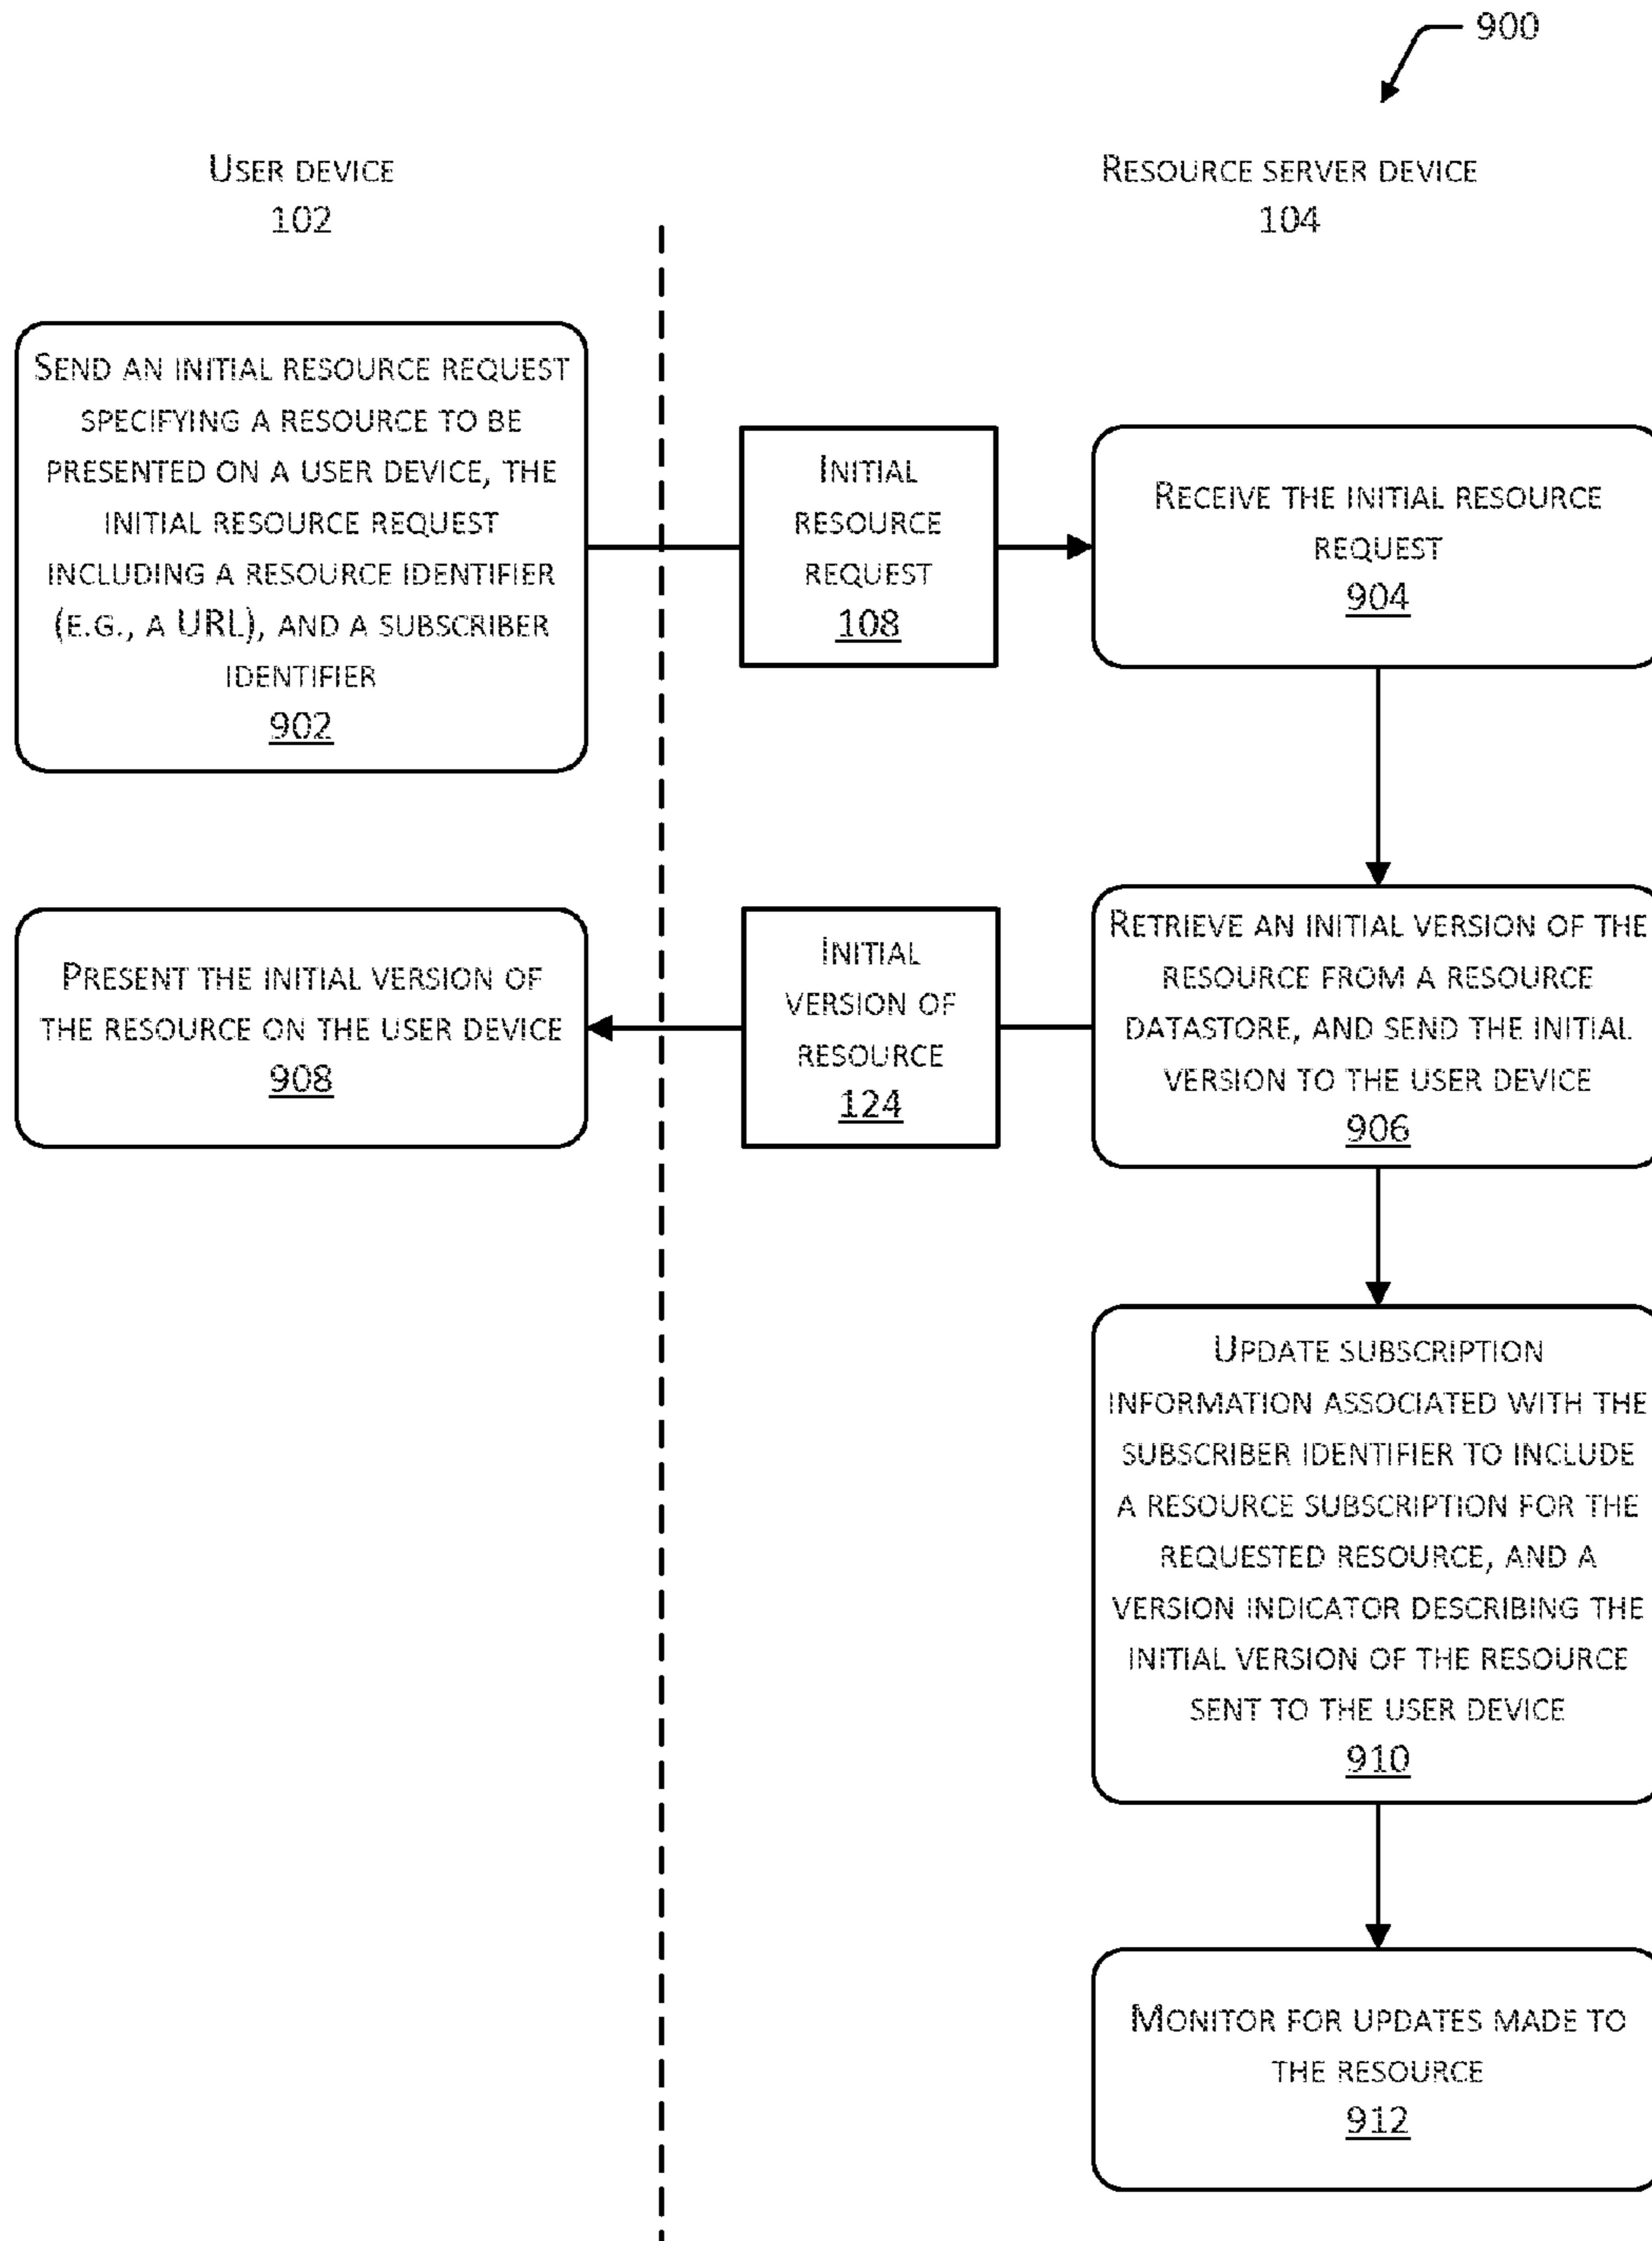 900
USER DEVICE
102
RESOURCE SERVER DEVICE
104
SEND AN INITIAL RESOURCE REQUEST
SPECIFYING A RESOURCE TO BE
PRESENTED ON A USER DEVICE, THE
INITIAL RESOURCE REQUEST
INCLUDING A RESOURCE IDENTIFIER
(E.G., A URL), AND A SUBSCRIBER
IDENTIFIER
902
INITIAL
RESOURCE
REQUEST
108
RECEIVE THE INITIAL RESOURCE
REQUEST
904
RETRIEVE AN INITIAL VERSION OF THE
RESOURCE FROM A RESOURCE
DATASTORE, AND SEND THE INITIAL
VERSION TO THE USER DEVICE
906
INITIAL
VERSION OF
RESOURCE
124
PRESENT THE INITIAL VERSION OF
THE RESOURCE ON THE USER DEVICE
908
UPDATE SUBSCRIPTION
INFORMATION ASSOCIATED WITH THE
SUBSCRIBER IDENTIFIER TO INCLUDE
A RESOURCE SUBSCRIPTION FOR THE
REQUESTED RESOURCE, AND A
VERSION INDICATOR DESCRIBING THE
INITIAL VERSION OF THE RESOURCE
SENT TO THE USER DEVICE
910
MONITOR FOR UPDATES MADE TO
THE RESOURCE
912